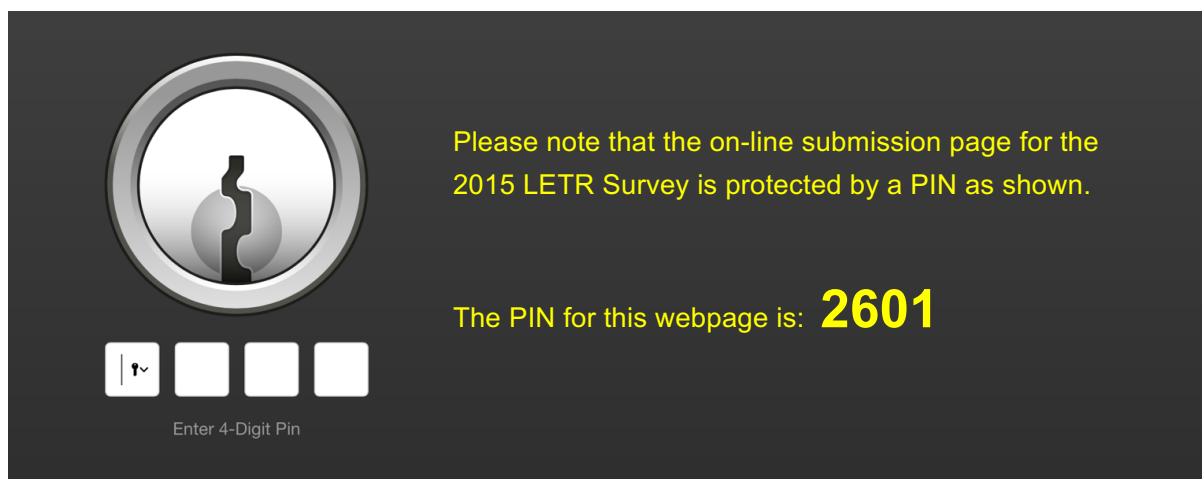 Please note that the on-line submission page for the
2015 LETR Survey is protected by a PIN as shown.
The PIN for this webpage is: 2601
Enter 4-Digit Pin